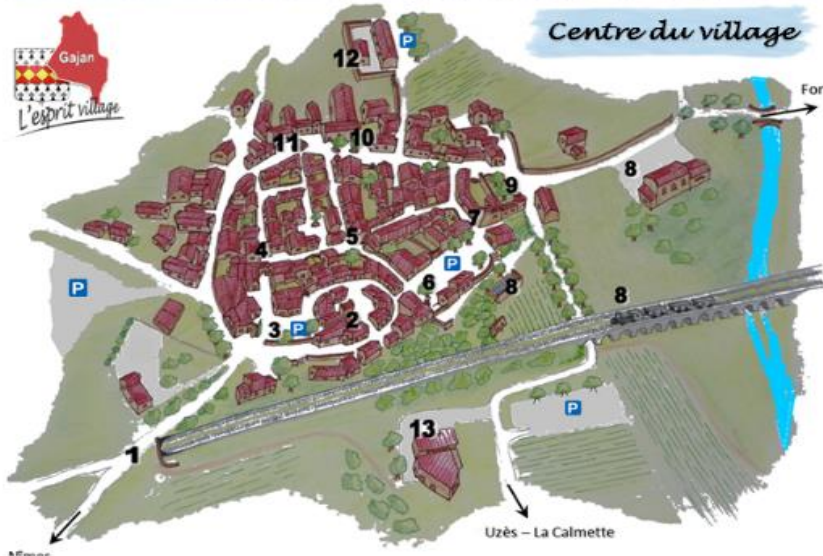 Centre du village
Gajan
L'esprit village
12
P
8
11
10
9
7
5
4
P
6
8
8
P
3
P
2
1
13
P
Uzès – La Calmette